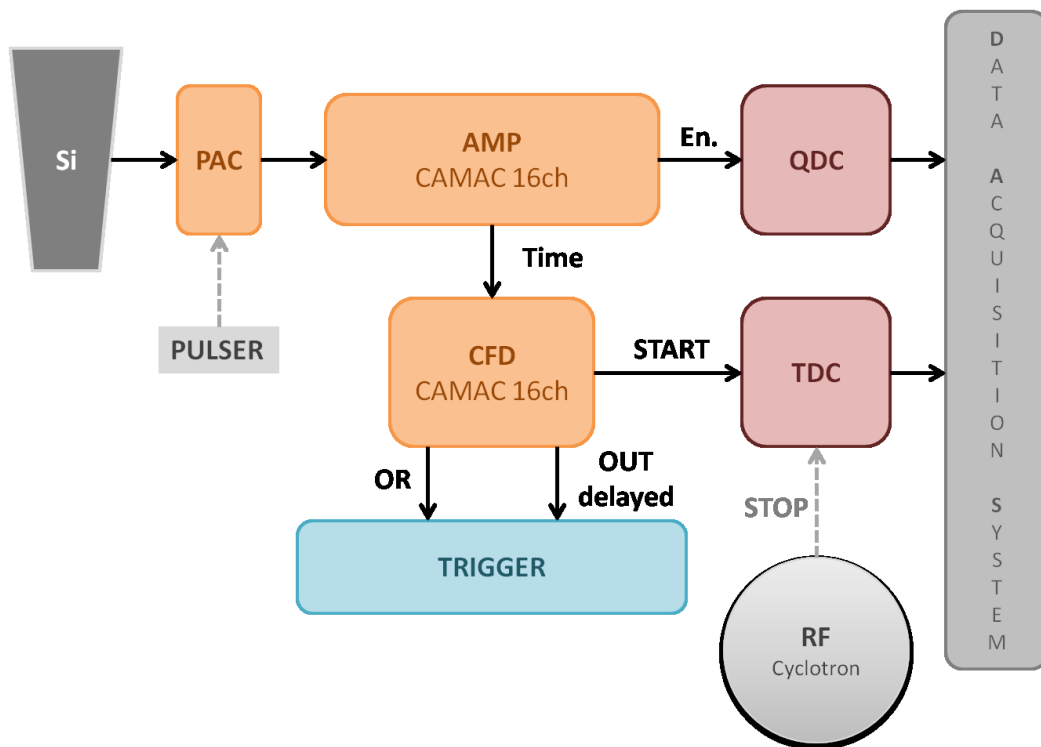 Si
PAC
AMP
CAMAC 16ch
En.
QDC
Time
PULSER
CFD
CAMAC 16ch
START
TDC
OR
OUT
delayed
STOP
TRIGGER
RF
Cyclotron
DATA ACQUISITION SYSTEM